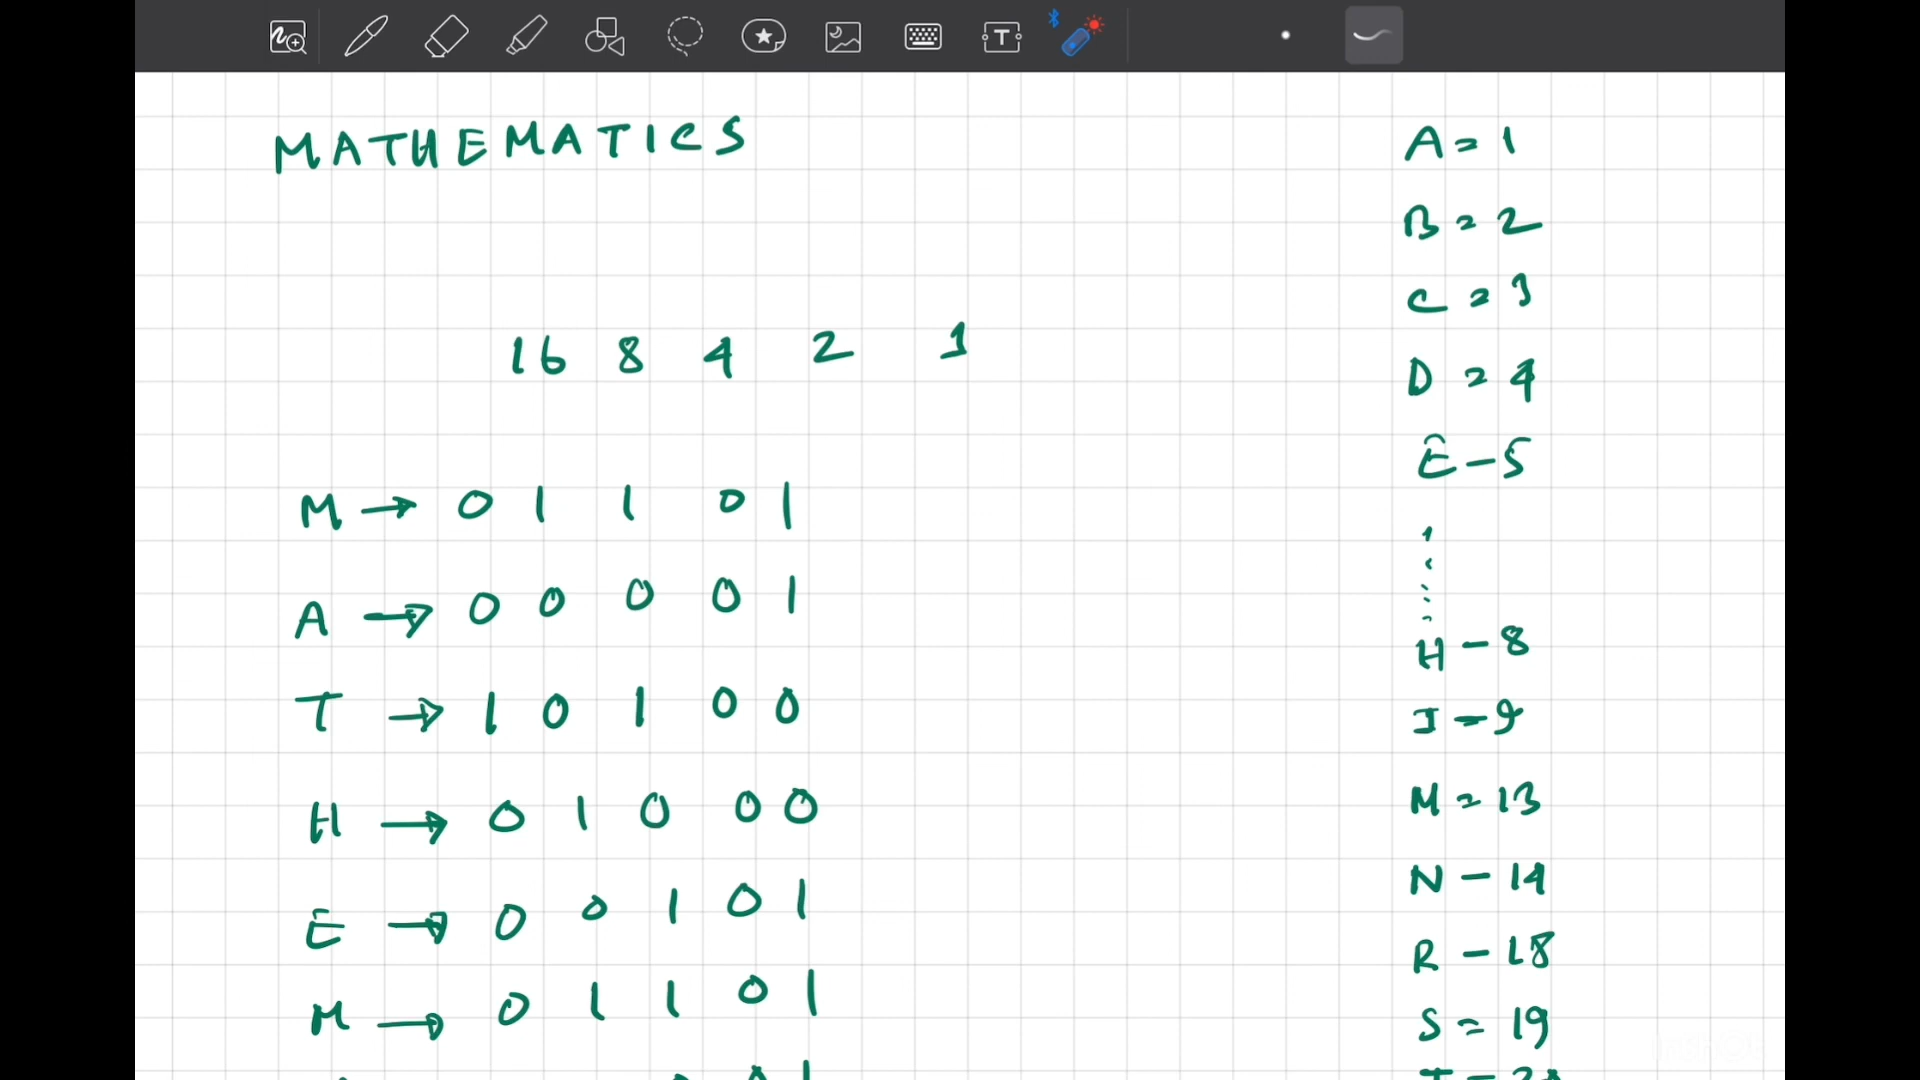 MATHEMATICS
16 8 4 2 1
M → 0 1 1 0 1
A → 0 0 0 0 1
T → 1 0 1 0 0
H → 0 1 0 0 0
E → 0 0 1 0 1
M → 0 1 1 0 1
A = 1
B = 2
C = 3
D = 4
E - 5
H - 8
I - 9
M = 13
N - 14
R - 18
S = 19